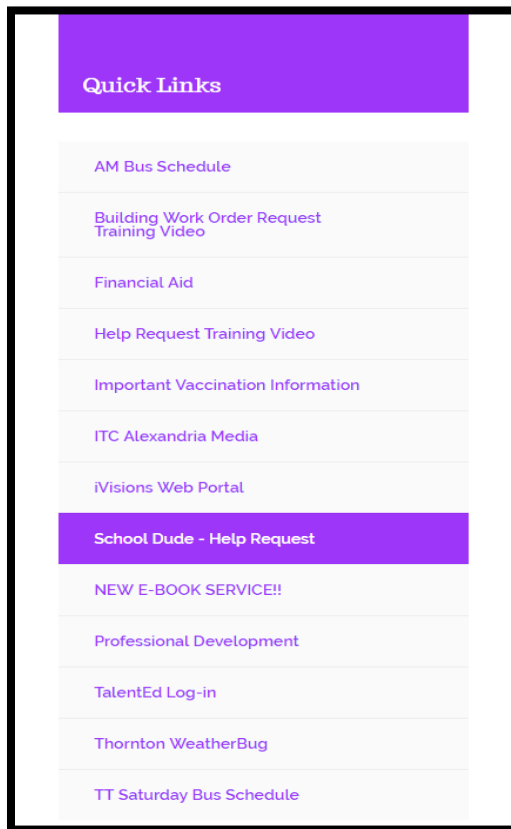 Quick Links
AM Bus Schedule
Building Work Order Request
Training Video
Financial Aid
Help Request Training Video
Important Vaccination Information
ITC Alexandria Media
iVisions Web Portal
School Dude - Help Request
NEW E-BOOK SERVICE!!
Professional Development
TalentEd Log-in
Thornton WeatherBug
TT Saturday Bus Schedule